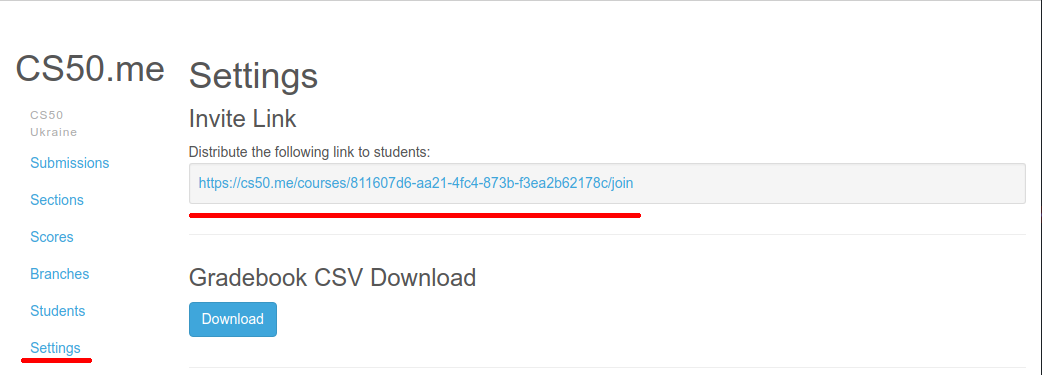 CS50.me
CS50
Ukraine
Submissions
Sections
Scores
Branches
Students
Settings
Settings
Invite Link
Distribute the following link to students:
https://cs50.me/courses/811607d6-aa21-4fc4-873b-f3ea2b62178c/join
Gradebook CSV Download
Download